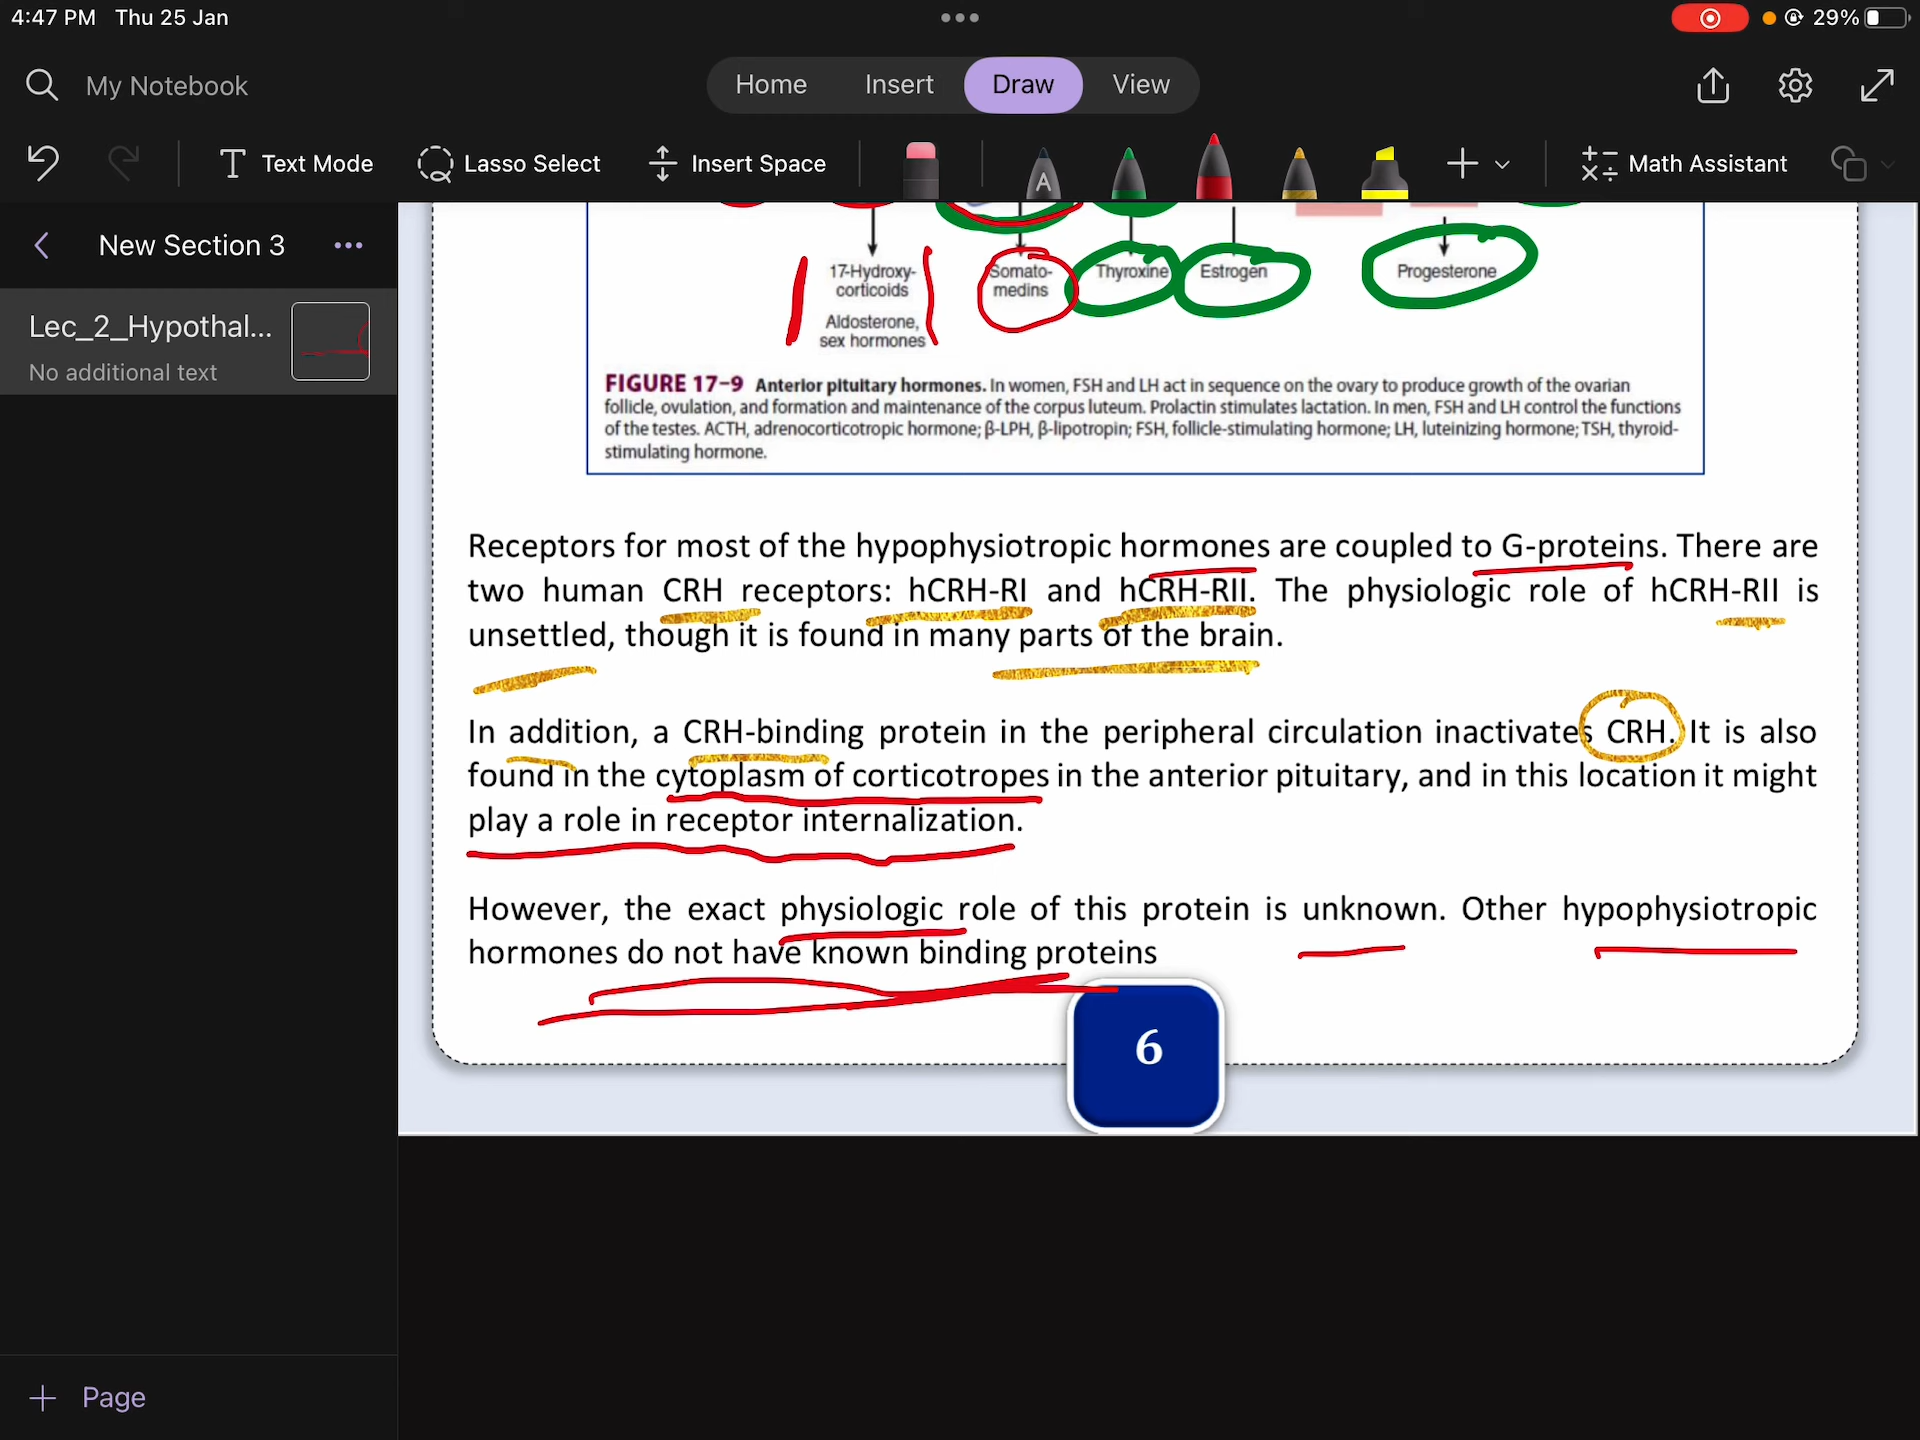 4:47 PM Thu 25 Jan
29%
My Notebook
Home Insert Draw View
Text Mode Lasso Select Insert Space A Math Assistant
New Section 3
Lec_2_Hypothal...
No additional text
17-Hydroxy-
corticoids
Aldosterone,
sex hormones
Somato-
medins
Thyroxine
Estrogen
Progesterone
FIGURE 17–9 Anterior pituitary hormones. In women, FSH and LH act in sequence on the ovary to produce growth of the ovarian
follicle, ovulation, and formation and maintenance of the corpus luteum. Prolactin stimulates lactation. In men, FSH and LH control the functions
of the testes. ACTH, adrenocorticotropic hormone; β-LPH, β-lipotropin; FSH, follicle-stimulating hormone; LH, luteinizing hormone; TSH, thyroid-
stimulating hormone.
Receptors for most of the hypophysiotropic hormones are coupled to G-proteins. There are
two human CRH receptors: hCRH-RI and hCRH-RII. The physiologic role of hCRH-RII is
unsettled, though it is found in many parts of the brain.
In addition, a CRH-binding protein in the peripheral circulation inactivates CRH. It is also
found in the cytoplasm of corticotropes in the anterior pituitary, and in this location it might
play a role in receptor internalization.
However, the exact physiologic role of this protein is unknown. Other hypophysiotropic
hormones do not have known binding proteins
6
Page